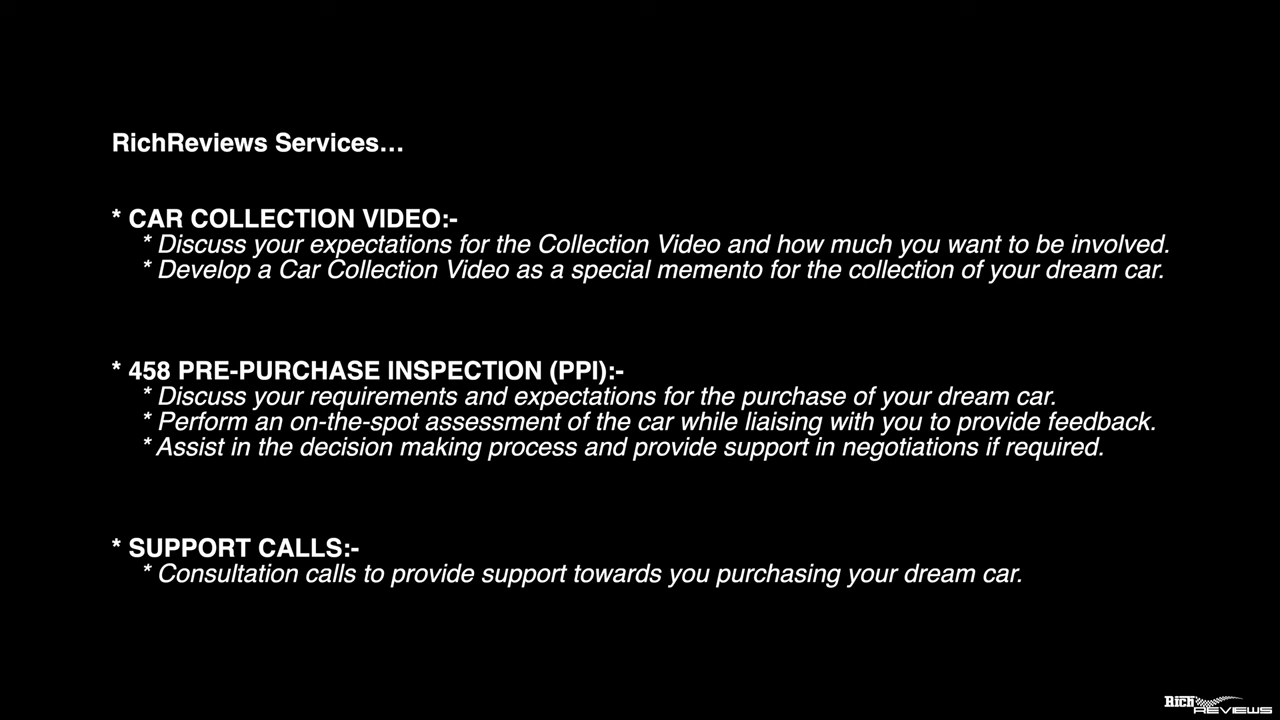 RichReviews Services...
* CAR COLLECTION VIDEO:-
* Discuss your expectations for the Collection Video and how much you want to be involved.
* Develop a Car Collection Video as a special memento for the collection of your dream car.
* 458 PRE-PURCHASE INSPECTION (PPI):-
* Discuss your requirements and expectations for the purchase of your dream car.
* Perform an on-the-spot assessment of the car while liaising with you to provide feedback.
* Assist in the decision making process and provide support in negotiations if required.
* SUPPORT CALLS:-
* Consultation calls to provide support towards you purchasing your dream car.
Rich
REVIEWS